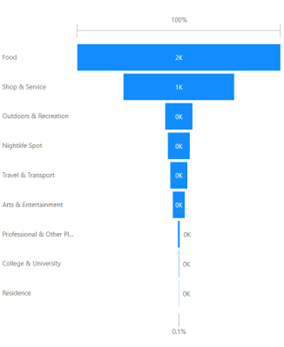 100%
Food 2K
Shop & Service 1K
Outdoors & Recreation 0K
Nightlife Spot 0K
Travel & Transport 0K
Arts & Entertainment 0K
Professional & Other Pl... 0K
College & University 0K
Residence 0K
0.1%